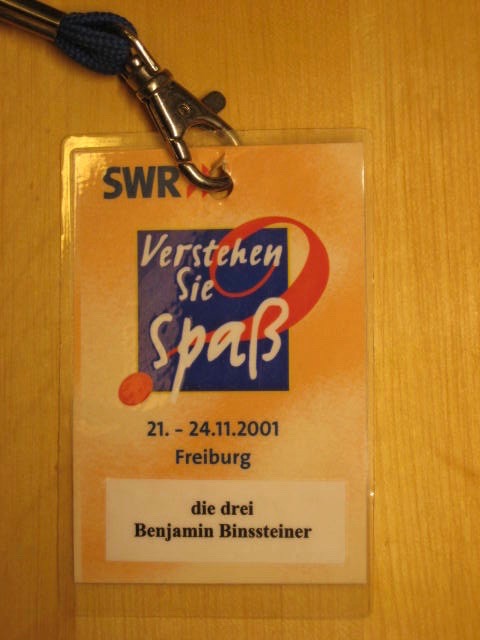 SWR
Verstehen
Sie
Spaß
?
21. - 24.11.2001
Freiburg
die drei
Benjamin Binssteiner